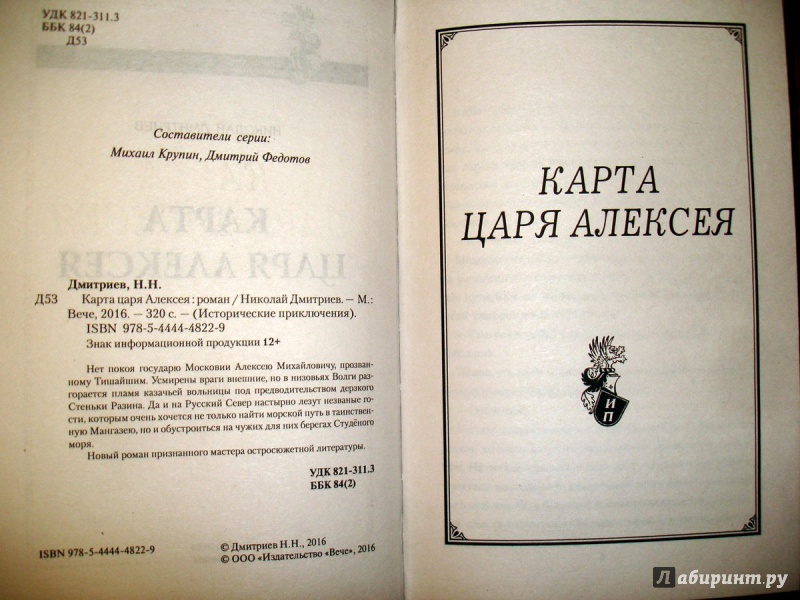 УДК 821-311.3
ББК 84(2)
Д53
Составители серии:
Михаил Крупин, Дмитрий Федотов
Дмитриев, Н.Н.
Д53 Карта царя Алексея : роман / Николай Дмитриев. — М.:
Вече, 2016. — 320 с. — (Исторические приключения).
ISBN 978-5-4444-4822-9
Знак информационной продукции 12+
Нет покоя государю Московии Алексею Михайловичу, прозван-
ному Тишайшим. Усмирены враги внешние, но в низовьях Волги раз-
горается пламя казачьей вольницы под предводительством дерзкого
Стеньки Разина. Да и на Русский Север настырно лезут незваные го-
сти, которым очень хочется не только найти морской путь в таинствен-
ную Мангазею, но и обустроиться на чужих для них берегах Студёного
моря.
Новый роман признанного мастера остросюжетной литературы.
УДК 821-311.3
ББК 84(2)
ISBN 978-5-4444-4822-9
© Дмитриев Н.Н., 2016
© ООО «Издательство «Вече», 2016
КАРТА
ЦАРЯ АЛЕКСЕЯ
И
П
Лабиринт.ру